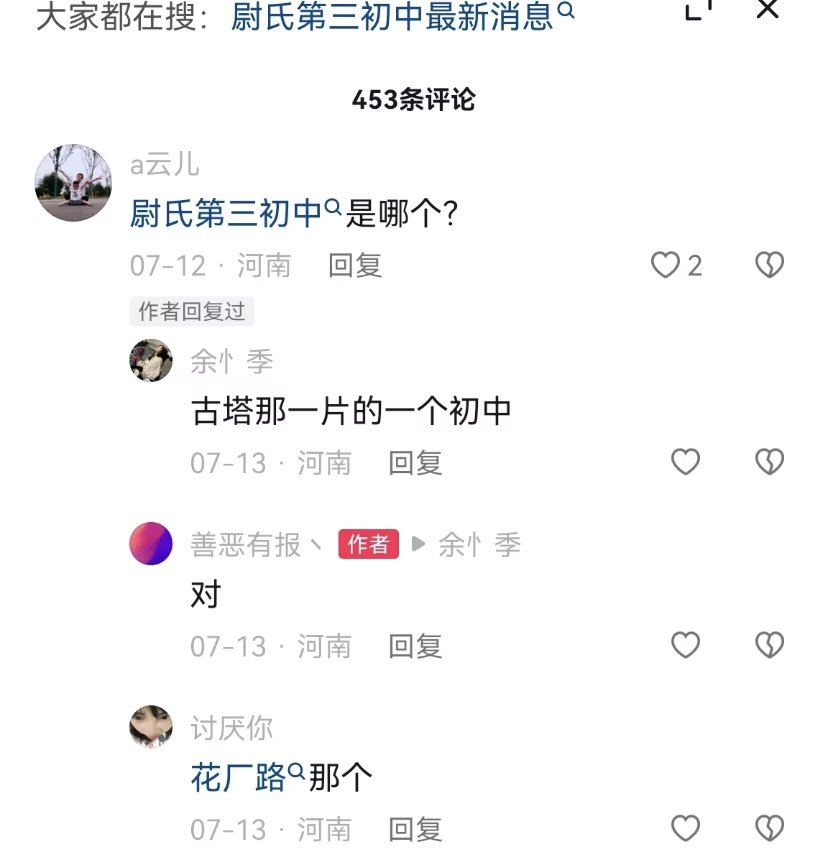 大家都在搜：尉氏第三初中最新消息
453条评论
a云儿
尉氏第三初中是哪个？
07-12 · 河南 回复 2
作者回复过
余忄季
古塔那一片的一个初中
07-13 · 河南 回复
善恶有报丶 作者 余忄季
对
07-13 · 河南 回复
讨厌你
花厂路那个
07-13 · 河南 回复